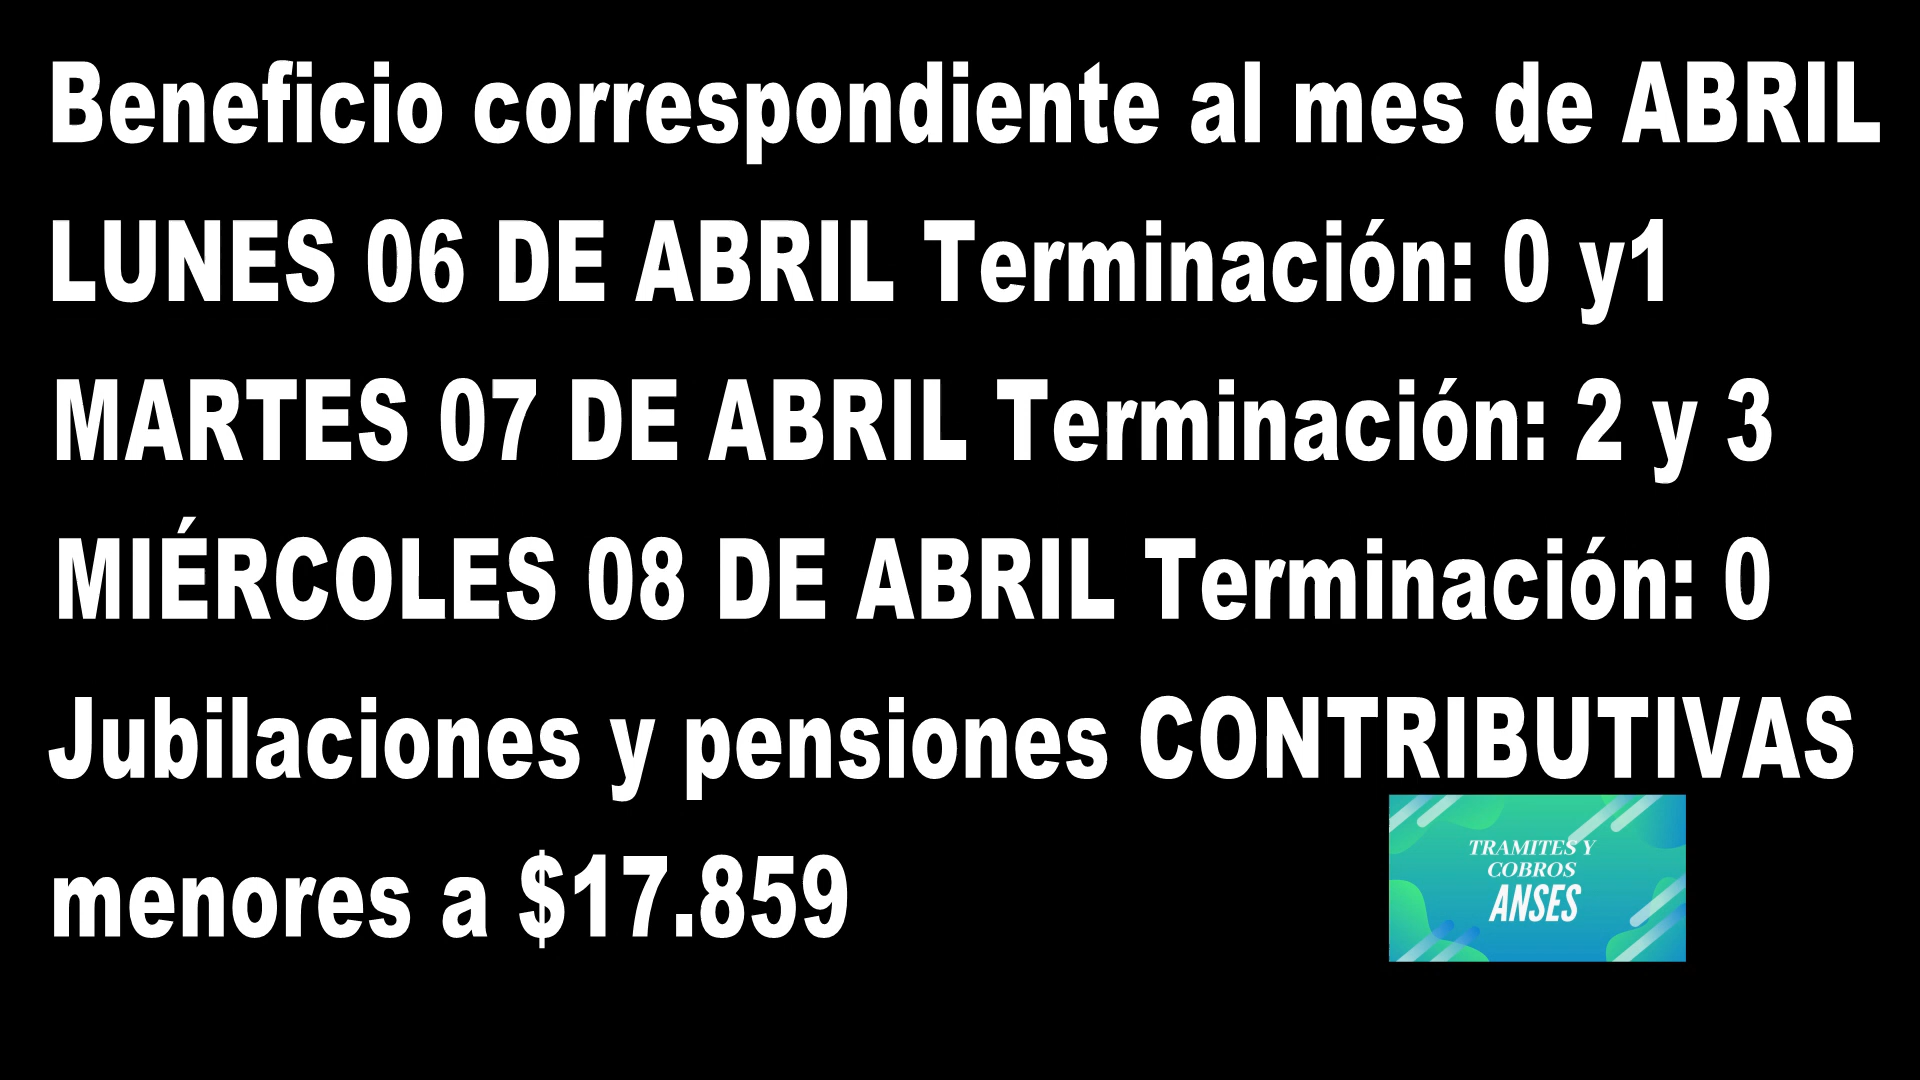 Beneficio correspondiente al mes de ABRIL
LUNES 06 DE ABRIL Terminación: 0 y1
MARTES 07 DE ABRIL Terminación: 2 y 3
MIÉRCOLES 08 DE ABRIL Terminación: 0
Jubilaciones y pensiones CONTRIBUTIVAS
menores a $17.859
TRAMITES Y
COBROS
ANSES